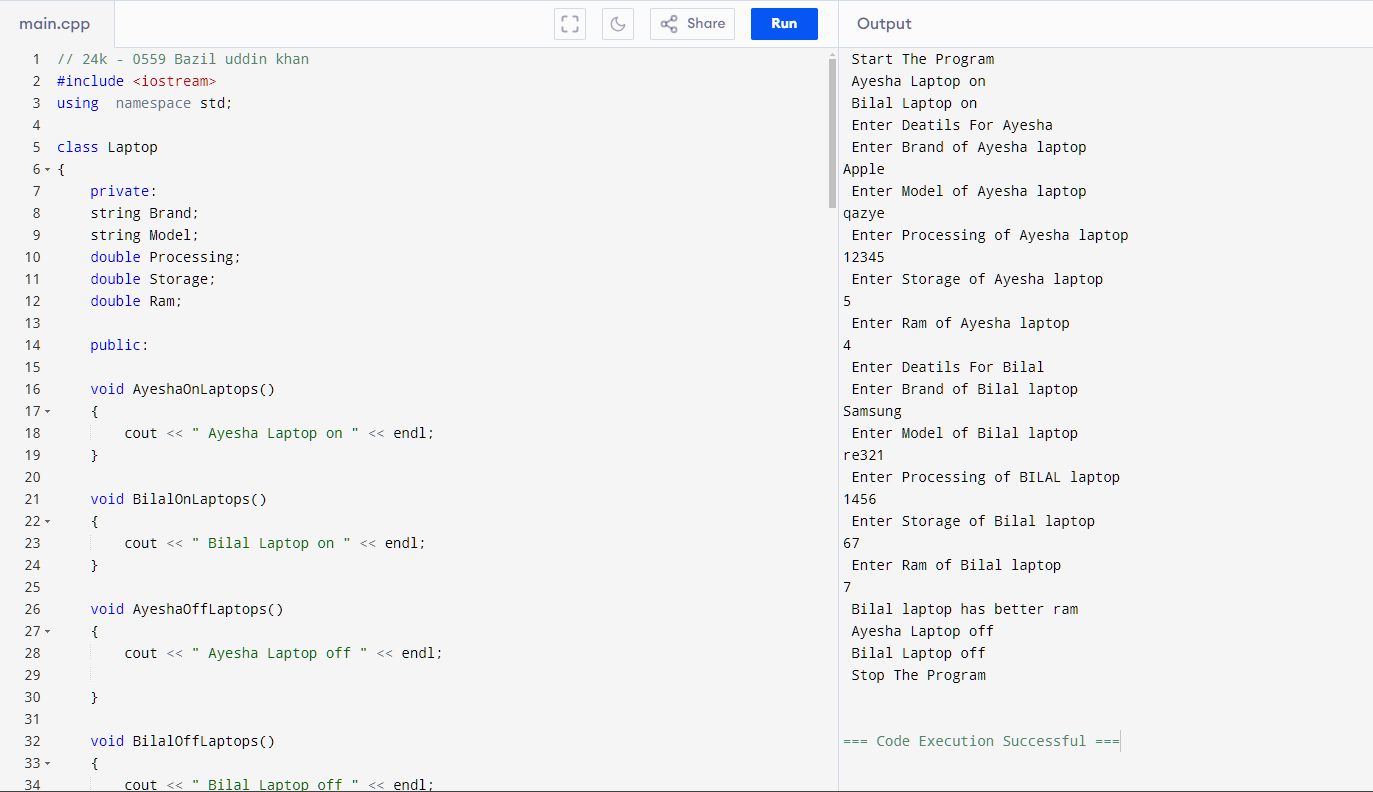 main.cpp
Share
Run
Output
1 // 24k - 0559 Bazil uddin khan
2 #include <iostream>
3 using  namespace std;
4
5 class Laptop
6 {
7     private:
8     string Brand;
9     string Model;
10     double Processing;
11     double Storage;
12     double Ram;
13
14     public:
15
16     void AyeshaOnLaptops()
17     {
18         cout << " Ayesha Laptop on " << endl;
19     }
20
21     void BilalOnLaptops()
22     {
23         cout << " Bilal Laptop on " << endl;
24     }
25
26     void AyeshaOffLaptops()
27     {
28         cout << " Ayesha Laptop off " << endl;
29
30     }
31
32     void BilalOffLaptops()
33     {
34         cout << " Bilal Laptop off " << endl;
Start The Program
Ayesha Laptop on
Bilal Laptop on
Enter Deatils For Ayesha
Enter Brand of Ayesha laptop
Apple
Enter Model of Ayesha laptop
qazye
Enter Processing of Ayesha laptop
12345
Enter Storage of Ayesha laptop
5
Enter Ram of Ayesha laptop
4
Enter Deatils For Bilal
Enter Brand of Bilal laptop
Samsung
Enter Model of Bilal laptop
re321
Enter Processing of BILAL laptop
1456
Enter Storage of Bilal laptop
67
Enter Ram of Bilal laptop
7
Bilal laptop has better ram
Ayesha Laptop off
Bilal Laptop off
Stop The Program
=== Code Execution Successful ===